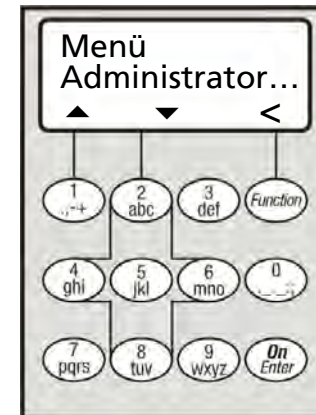 Menü
Administrator...
<
1
.,-+
2
abc
3
def
Function
4
ghi
5
jkl
6
mno
0
7
pqrs
8
tuv
9
wxyz
On
Enter